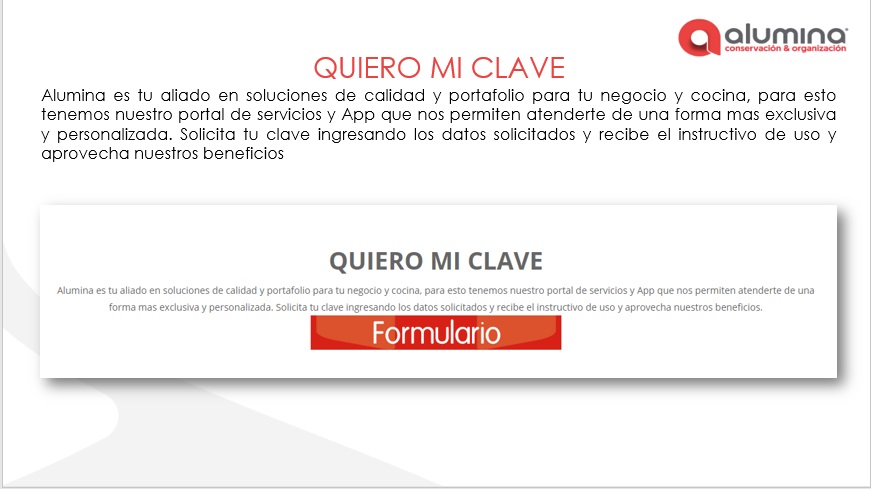 alumina
conservación & organización
QUIERO MI CLAVE
Alumina es tu aliado en soluciones de calidad y portafolio para tu negocio y cocina, para esto
tenemos nuestro portal de servicios y App que nos permiten atenderte de una forma mas exclusiva
y personalizada. Solicita tu clave ingresando los datos solicitados y recibe el instructivo de uso y
aprovecha nuestros beneficios
QUIERO MI CLAVE
Alumina es tu aliado en soluciones de calidad y portafolio para tu negocio y cocina, para esto tenemos nuestro portal de servicios y App que nos permiten atenderte de una
forma mas exclusiva y personalizada. Solicita tu clave ingresando los datos solicitados y recibe el instructivo de uso y aprovecha nuestros beneficios.
Formulario